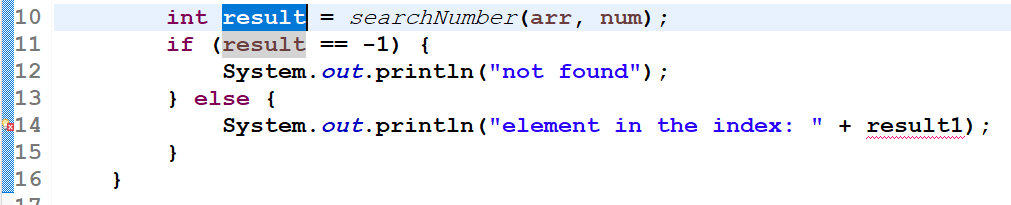 10 int result = searchNumber(arr, num);
11 if (result == -1) {
12 System.out.println("not found");
13 } else {
14 System.out.println("element in the index: " + result1);
15 }
16 }
17